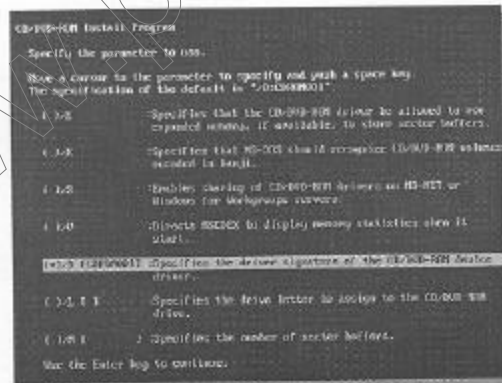 CD/DVD-ROM Install Program
Specify the parameter to use.
Move a cursor to the parameter to specify and push a space key.
The specification of the default is "/D:CDROM001"
( )/E :Specifies that the CD/DVD-ROM driver be allowed to use
expanded memory, if available, to store sector buffers.
( )/K :Specifies that MS-DOS should recognize CD/DVD-ROM volumes
encoded in kanji.
( )/S :Enables sharing of CD/DVD-ROM drivers on MS-NET or
Windows for Workgroups servers.
( )/V :Directs MSCDEX to display memory statistics when it
start.
(*)/D [CDROM001] :Specifies the driver signature of the CD/DVD-ROM device
driver.
( )/L [ ] :Specifies the drive letter to assign to the CD/DVD ROM
drive.
( )/M [ ] :Specifies the number of sector buffers.
Use the Enter key to continue.